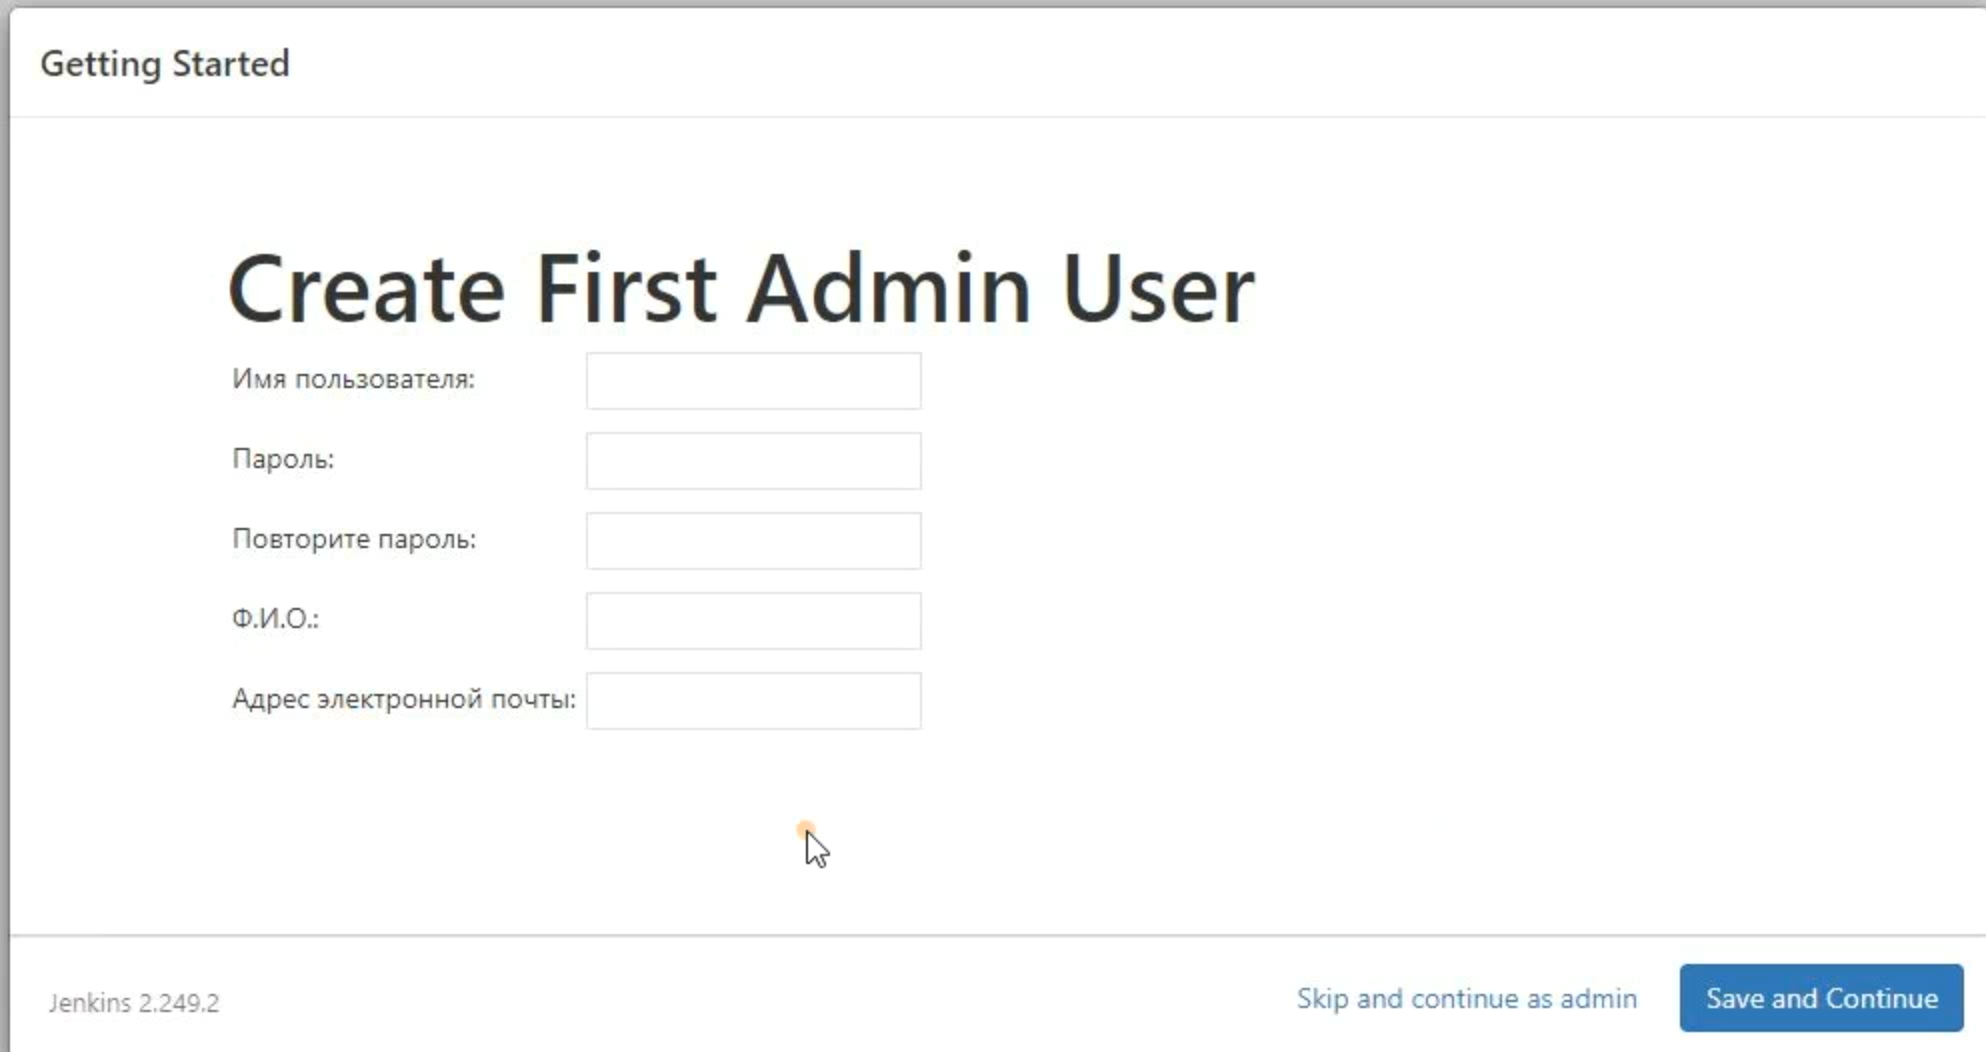 Getting Started
Create First Admin User
Имя пользователя:
Пароль:
Повторите пароль:
Ф.И.О.:
Адрес электронной почты:
Jenkins 2.249.2
Skip and continue as admin
Save and Continue